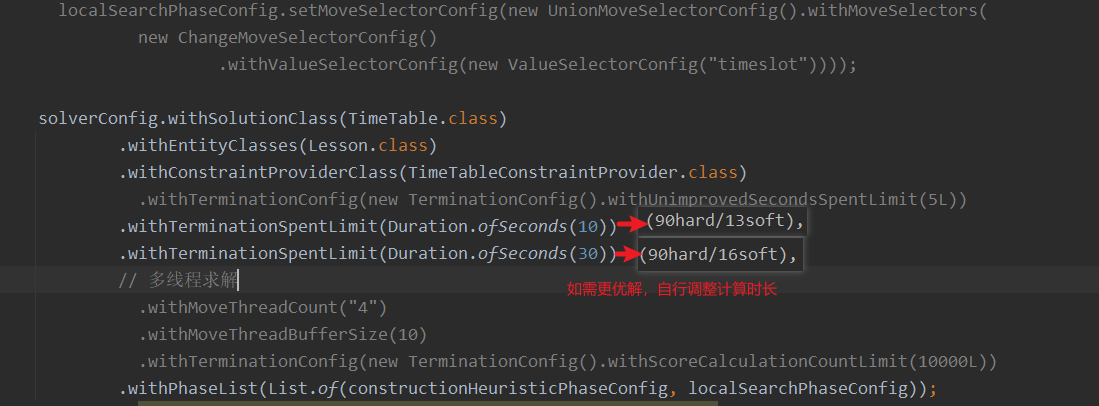 localSearchPhaseConfig.setMoveSelectorConfig(new UnionMoveSelectorConfig().withMoveSelectors(
new ChangeMoveSelectorConfig()
.withValueSelectorConfig(new ValueSelectorConfig("timeslot"))));
solverConfig.withSolutionClass(TimeTable.class)
.withEntityClasses(Lesson.class)
.withConstraintProviderClass(TimeTableConstraintProvider.class)
.withTerminationConfig(new TerminationConfig().withUnimprovedSecondsSpentLimit(5L))
.withTerminationSpentLimit(Duration.ofSeconds(10)) (90hard/13soft),
.withTerminationSpentLimit(Duration.ofSeconds(30)) (90hard/16soft),
// 多线程求解
如需更优解，自行调整计算时长
.withMoveThreadCount("4")
.withMoveThreadBufferSize(10)
.withTerminationConfig(new TerminationConfig().withScoreCalculationCountLimit(10000L))
.withPhaseList(List.of(constructionHeuristicPhaseConfig, localSearchPhaseConfig));